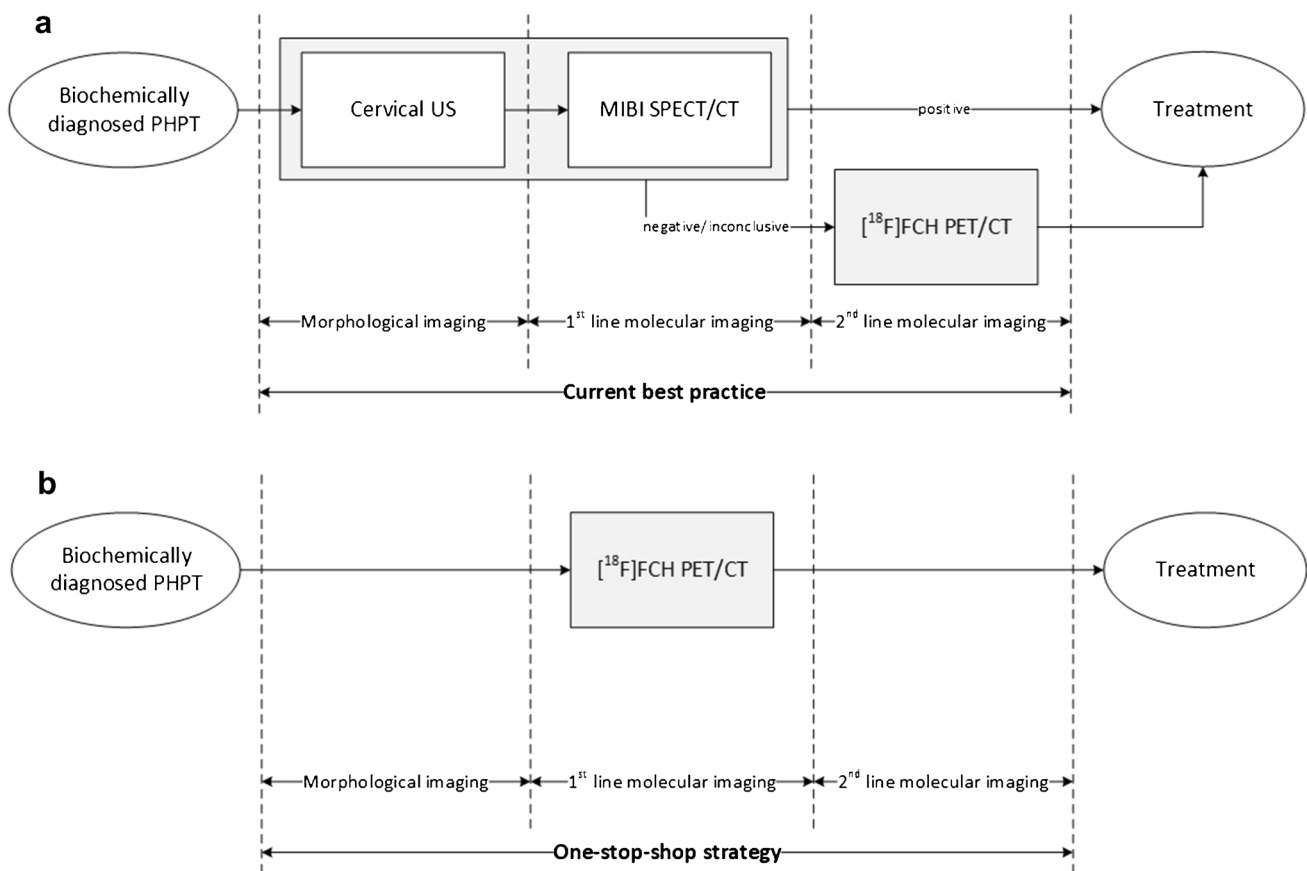 a
Biochemically
diagnosed PHPT
Cervical US
MIBI SPECT/CT
positive
Treatment
negative/inconclusive
[18F]FCH PET/CT
Morphological imaging
1st line molecular imaging
2nd line molecular imaging
Current best practice
b
Biochemically
diagnosed PHPT
[18F]FCH PET/CT
Treatment
Morphological imaging
1st line molecular imaging
2nd line molecular imaging
One-stop-shop strategy